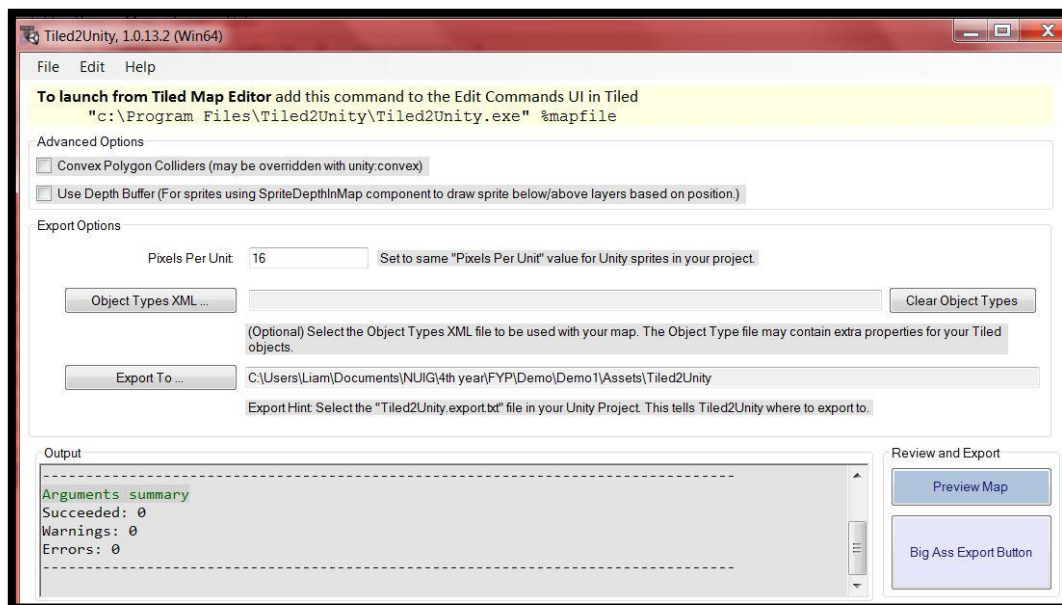 Tiled2Unity, 1.0.13.2 (Win64)
File Edit Help
To launch from Tiled Map Editor add this command to the Edit Commands UI in Tiled
"c:\Program Files\Tiled2Unity\Tiled2Unity.exe" %mapfile
Advanced Options
Convex Polygon Colliders (may be overridden with unity:convex)
Use Depth Buffer (For sprites using SpriteDepthInMap component to draw sprite below/above layers based on position.)
Export Options
Pixels Per Unit: 16 Set to same "Pixels Per Unit" value for Unity sprites in your project.
Object Types XML ... Clear Object Types
(Optional) Select the Object Types XML file to be used with your map. The Object Type file may contain extra properties for your Tiled
objects.
Export To ... C:\Users\Liam\Documents\NUIG\4th year\FYP\Demo\Demo1\Assets\Tiled2Unity
Export Hint: Select the "Tiled2Unity.export.txt" file in your Unity Project. This tells Tiled2Unity where to export to.
Output
----------------------------------------------------------------------
Arguments summary
Succeeded: 0
Warnings: 0
Errors: 0
----------------------------------------------------------------------
Review and Export
Preview Map
Big Ass Export Button